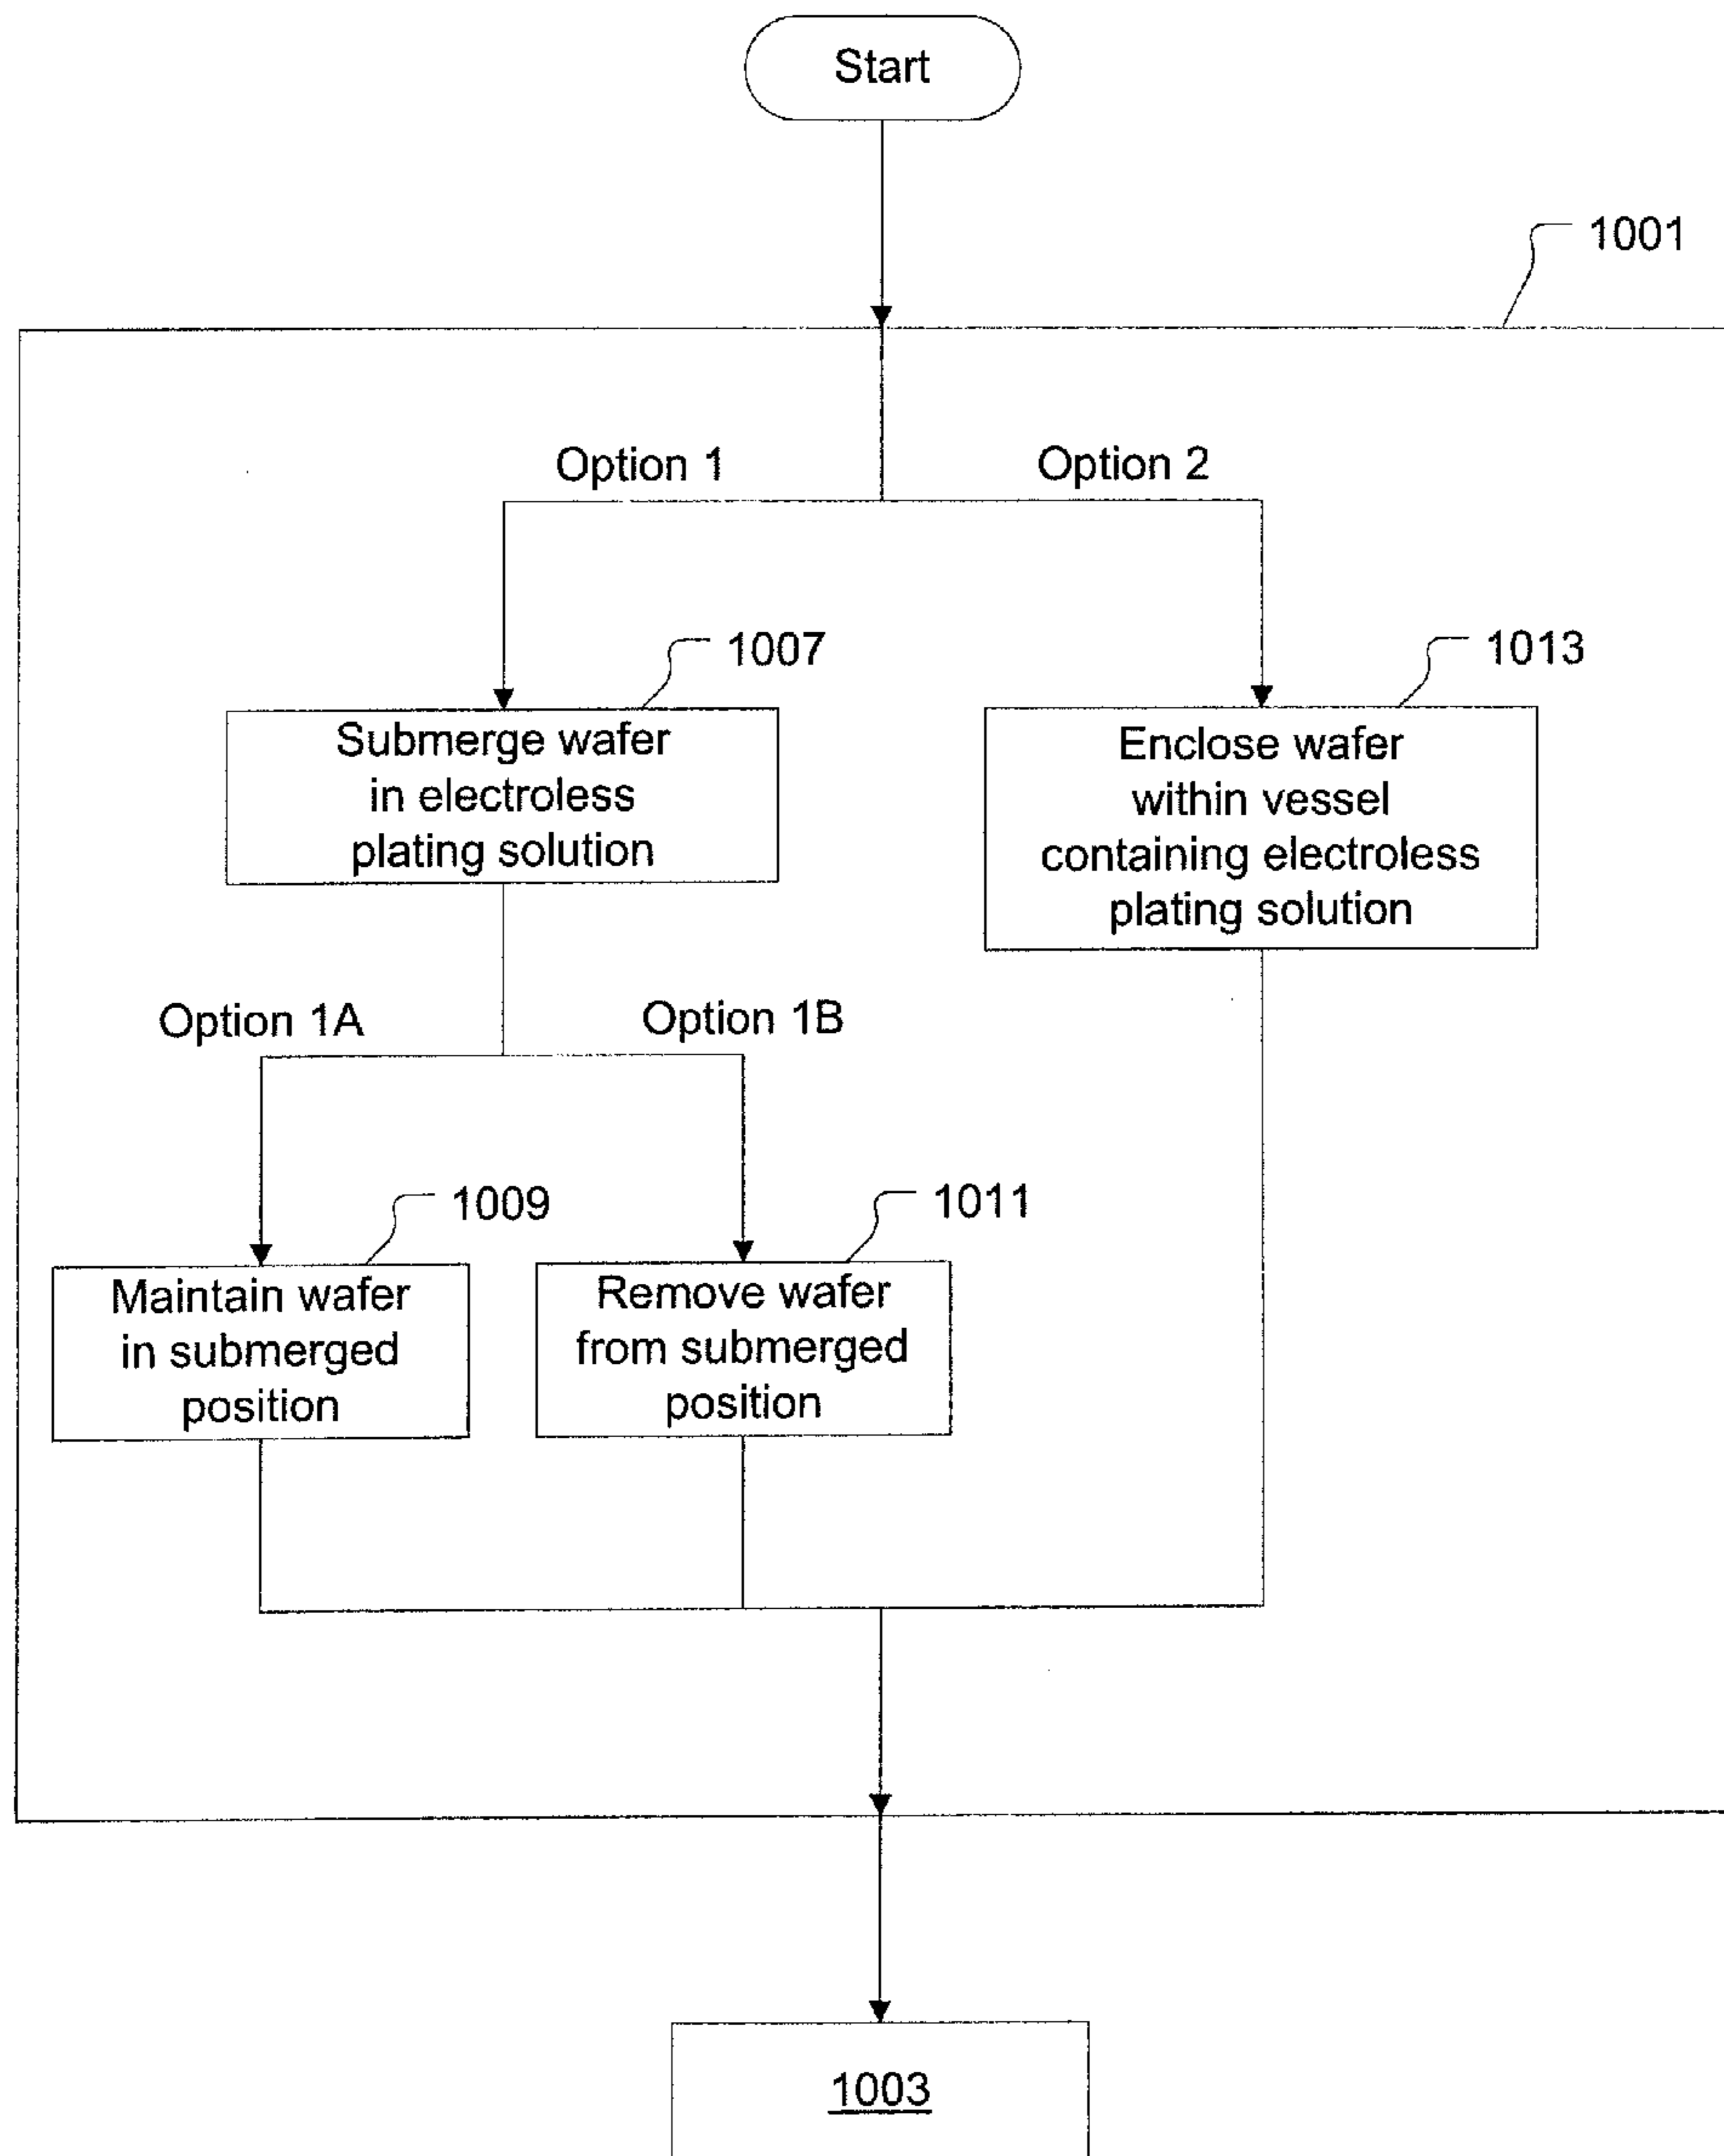 Start
1001
Option 1
Option 2
1007
1013
Submerge wafer
in electroless
plating solution
Enclose wafer
within vessel
containing electroless
plating solution
Option 1A
Option 1B
1009
1011
Maintain wafer
in submerged
position
Remove wafer
from submerged
position
1003